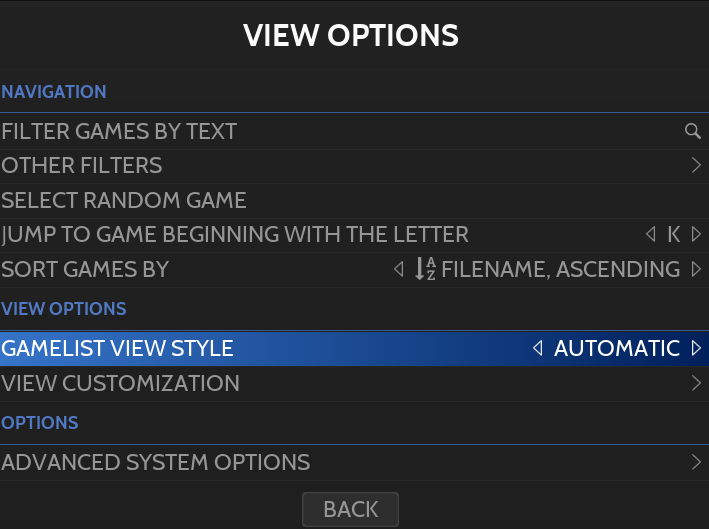 VIEW OPTIONS
NAVIGATION
FILTER GAMES BY TEXT
OTHER FILTERS
SELECT RANDOM GAME
JUMP TO GAME BEGINNING WITH THE LETTER K
SORT GAMES BY AZ FILENAME, ASCENDING
VIEW OPTIONS
GAMELIST VIEW STYLE AUTOMATIC
VIEW CUSTOMIZATION
OPTIONS
ADVANCED SYSTEM OPTIONS
BACK